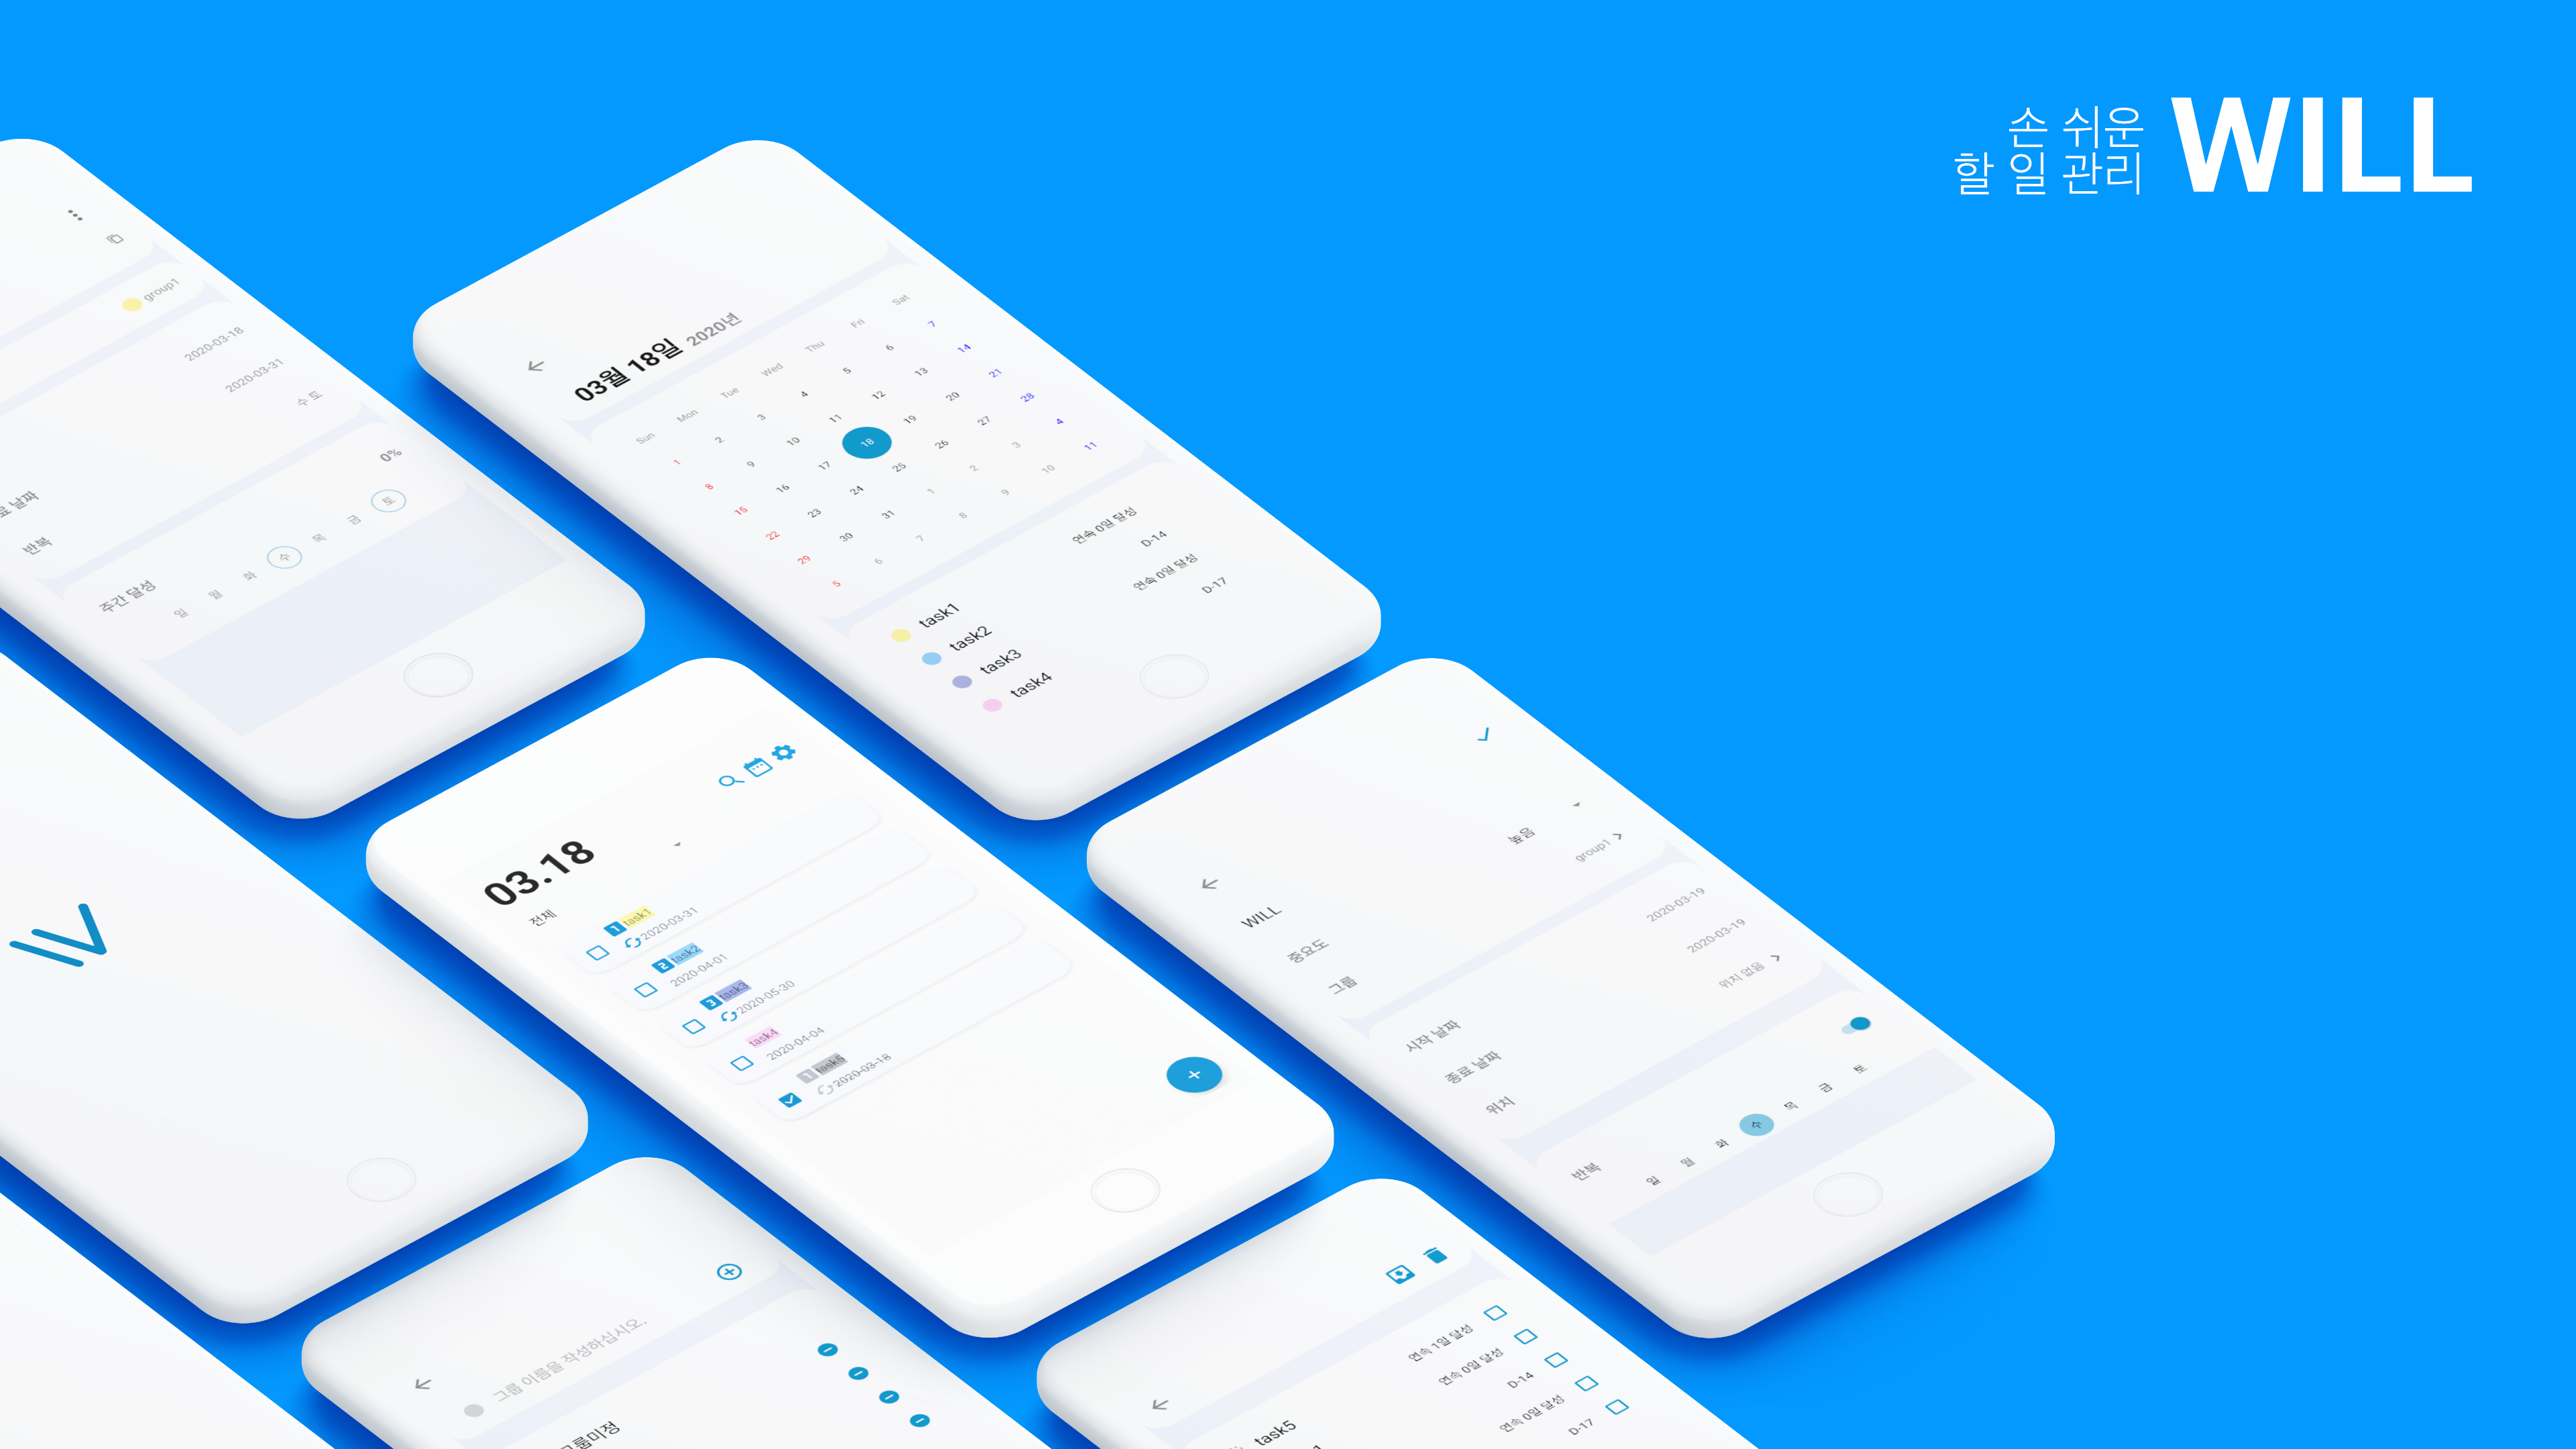 손 쉬운
할 일 관리
WILL
group1
2020-03-18
2020-03-31
반복
수 토
주간 달성
0%
일 월 화 수 목 금 토
03월 18일 2020년
Sun Mon Tue Wed Thu Fri Sat
1 2 3 4 5 6 7
8 9 10 11 12 13 14
15 16 17 18 19 20 21
22 23 24 25 26 27 28
29 30 31 1 2 3 4
5 6 7 8 9 10 11
task1 연속 0일 달성
task2 D-14
task3 연속 0일 달성
task4 D-17
03.18
전체
1 task1
2020-03-31
2 task2
2020-04-01
3 task3
2020-05-30
task4
2020-04-04
1 task5
2020-03-18
+
WILL
중요도 높음
그룹 group1
시작 날짜 2020-03-19
종료 날짜 2020-03-19
위치 위치 없음
반복
일 월 화 수 목 금 토
그룹 이름을 작성하십시오.
task5 연속 1일 달성
연속 0일 달성
D-14
연속 0일 달성
D-17